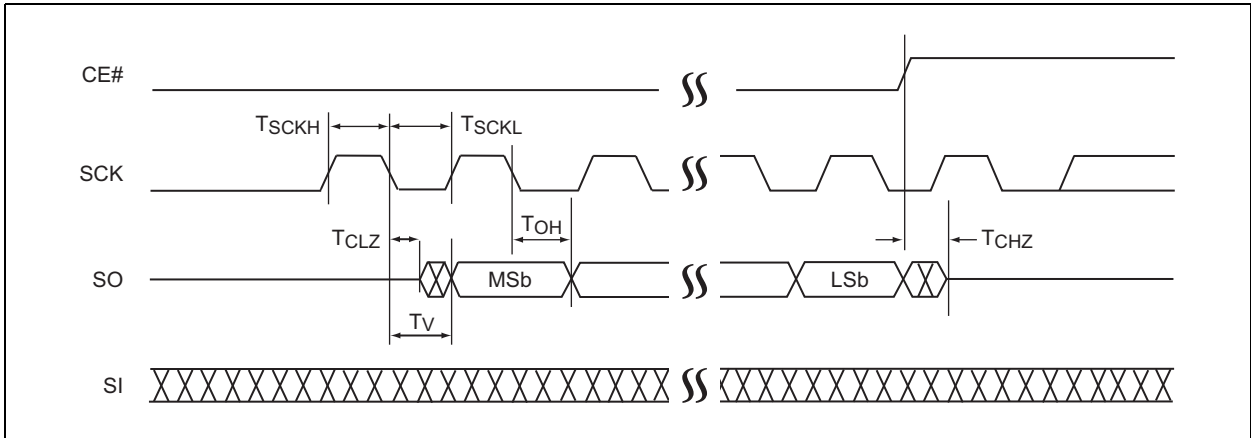 CE#
TSCKH
TSCKL
SCK
TOH
TCLZ
TCHZ
SO
MSb
LSb
TV
SI